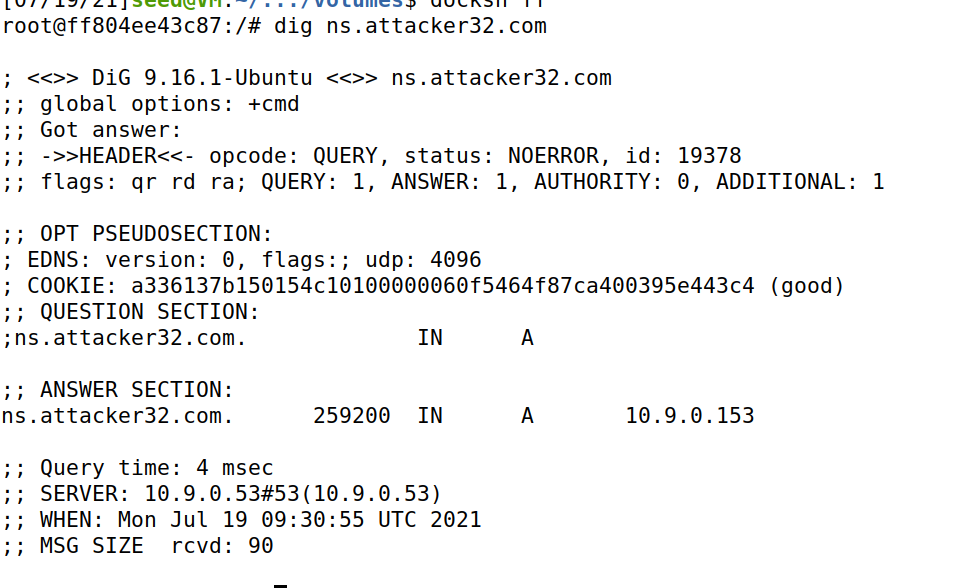 [07/19/21]seed@VM:~/.../volumes$ docksh ff
root@ff804ee43c87:/# dig ns.attacker32.com

; <<>> DiG 9.16.1-Ubuntu <<>> ns.attacker32.com
;; global options: +cmd
;; Got answer:
;; ->>HEADER<<- opcode: QUERY, status: NOERROR, id: 19378
;; flags: qr rd ra; QUERY: 1, ANSWER: 1, AUTHORITY: 0, ADDITIONAL: 1

;; OPT PSEUDOSECTION:
; EDNS: version: 0, flags:; udp: 4096
; COOKIE: a336137b150154c10100000060f5464f87ca400395e443c4 (good)
;; QUESTION SECTION:
;ns.attacker32.com.		IN	A

;; ANSWER SECTION:
ns.attacker32.com.	259200	IN	A	10.9.0.153

;; Query time: 4 msec
;; SERVER: 10.9.0.53#53(10.9.0.53)
;; WHEN: Mon Jul 19 09:30:55 UTC 2021
;; MSG SIZE  rcvd: 90